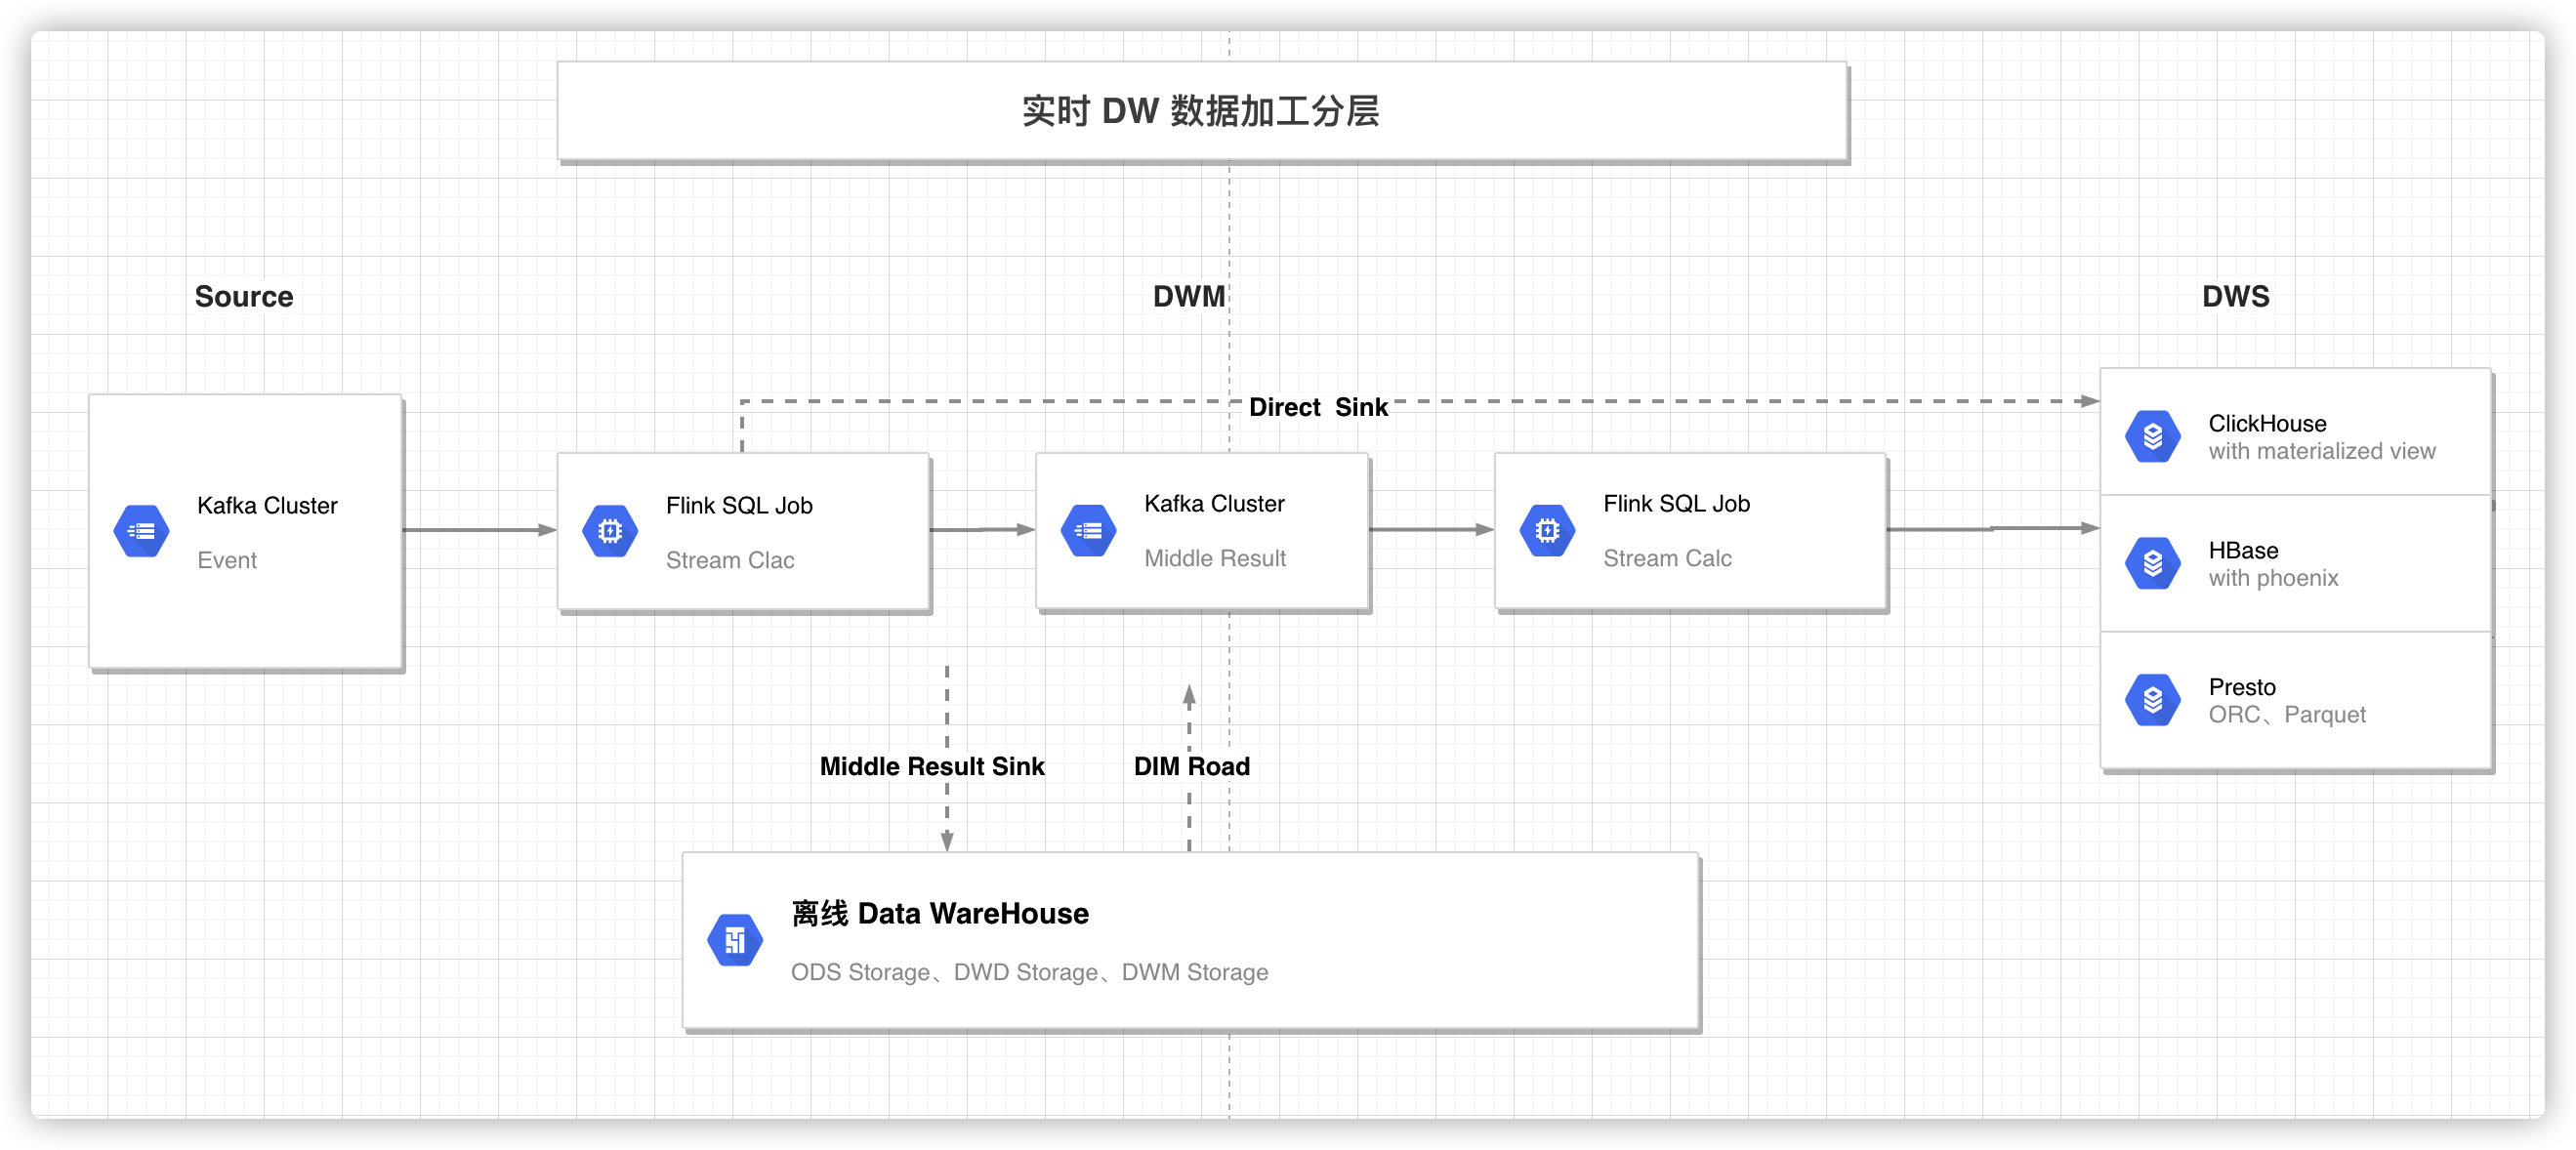 实时 DW 数据加工分层
Source
DWM
DWS
Direct  Sink
Kafka Cluster
Event
Flink SQL Job
Stream Clac
Kafka Cluster
Middle Result
Flink SQL Job
Stream Calc
ClickHouse
with materialized view
HBase
with phoenix
Presto
ORC、Parquet
Middle Result Sink
DIM Road
离线 Data WareHouse
ODS Storage、DWD Storage、DWM Storage